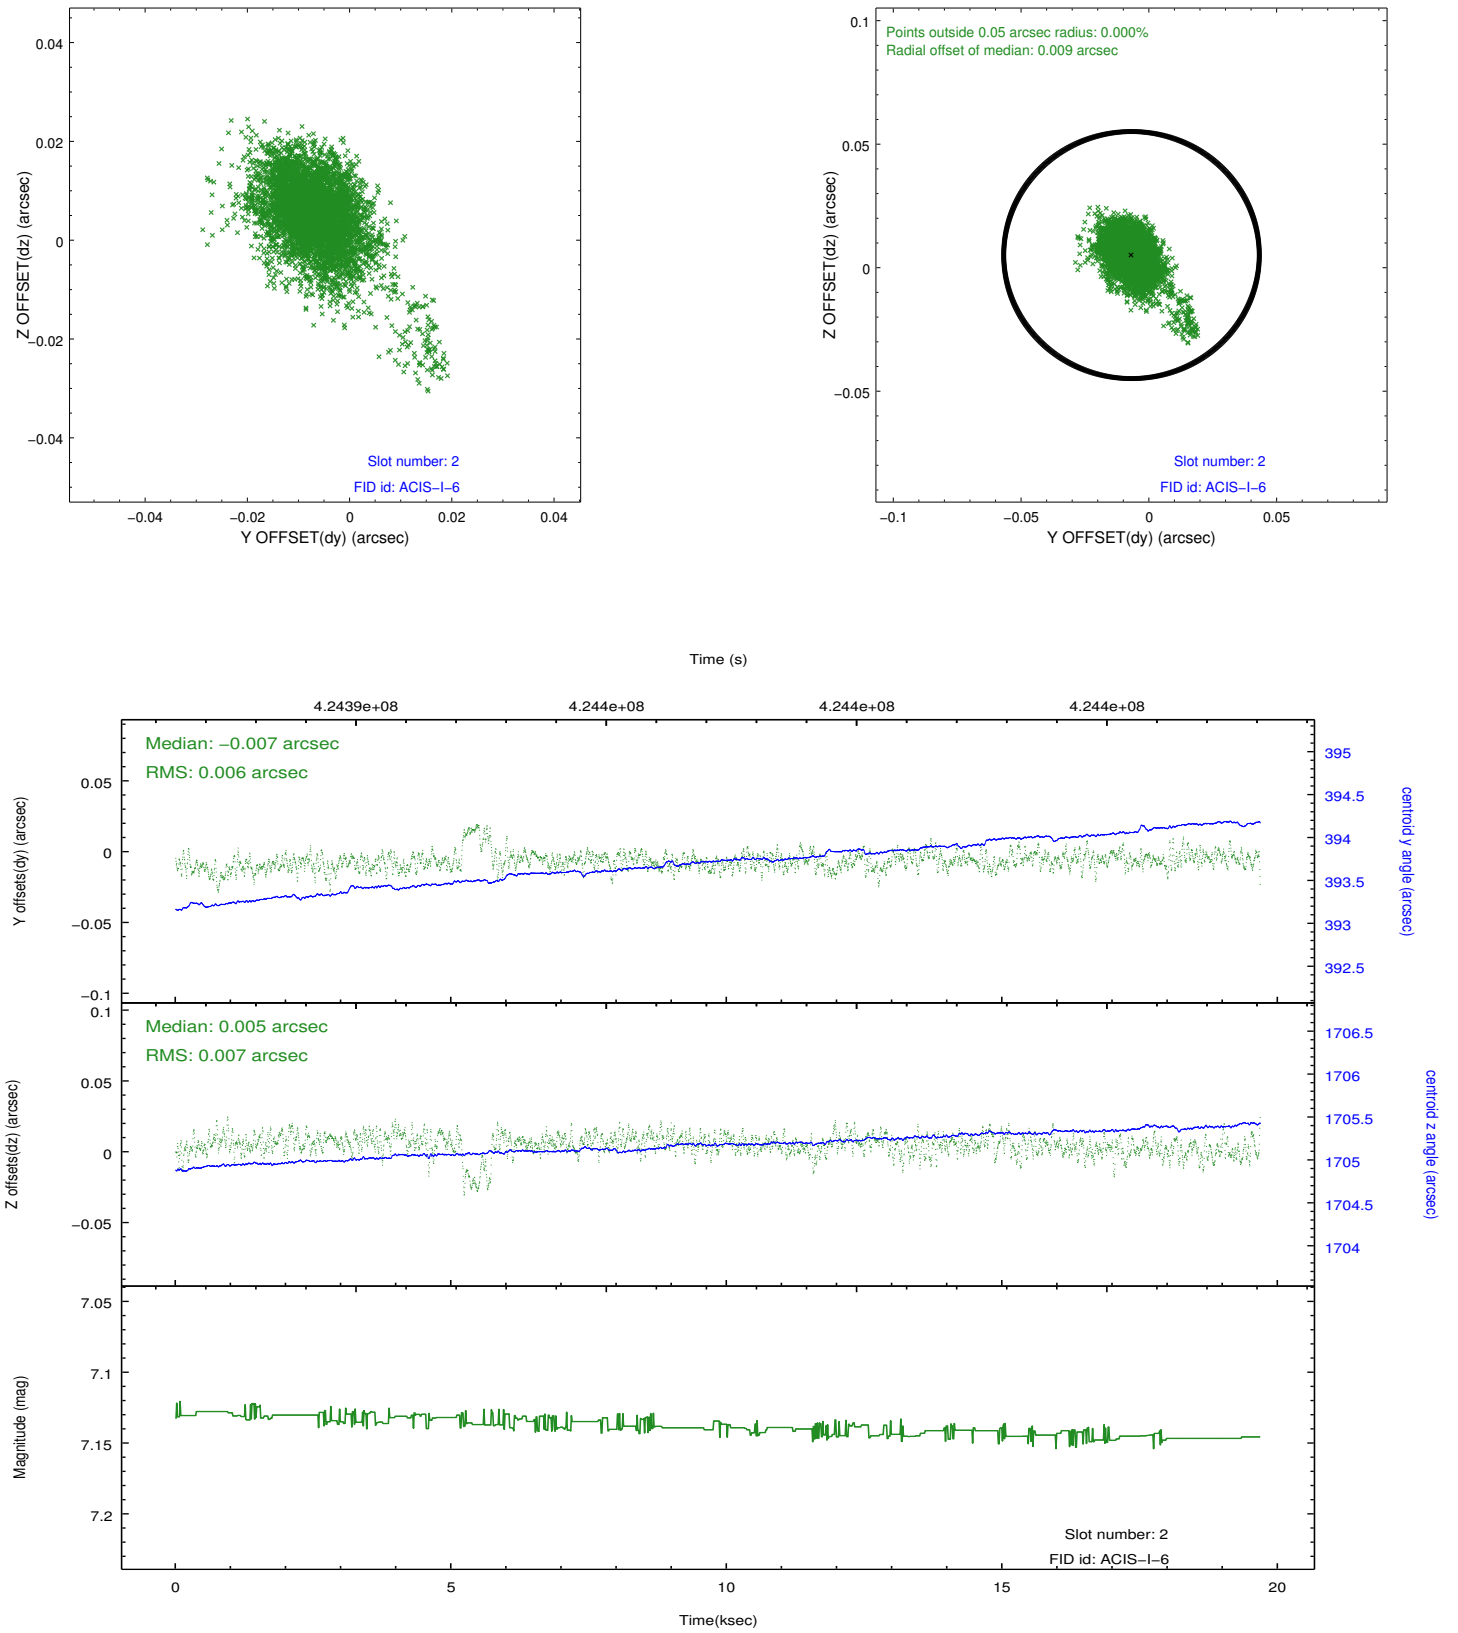 0.04
0.02
0
−0.02
−0.04
Z OFFSET(dz) (arcsec)
Slot number: 2
FID id: ACIS−I−6
−0.04
−0.02
0
0.02
0.04
Y OFFSET(dy) (arcsec)
Points outside 0.05 arcsec radius: 0.000%
Radial offset of median: 0.009 arcsec
0.1
0.05
0
−0.05
Z OFFSET(dz) (arcsec)
Slot number: 2
FID id: ACIS−I−6
−0.1
−0.05
0
0.05
Y OFFSET(dy) (arcsec)
Time (s)
4.2439e+08
4.244e+08
4.244e+08
4.244e+08
Median: −0.007 arcsec
RMS: 0.006 arcsec
0.05
0
−0.05
−0.1
Y offsets(dy) (arcsec)
395
394.5
394
393.5
393
392.5
centroid y angle (arcsec)
Median: 0.005 arcsec
RMS: 0.007 arcsec
0.1
0.05
0
−0.05
Z offsets(dz) (arcsec)
1706.5
1706
1705.5
1705
1704.5
1704
centroid z angle (arcsec)
7.05
7.1
7.15
7.2
Magnitude (mag)
Slot number: 2
FID id: ACIS−I−6
0
5
10
15
20
Time(ksec)